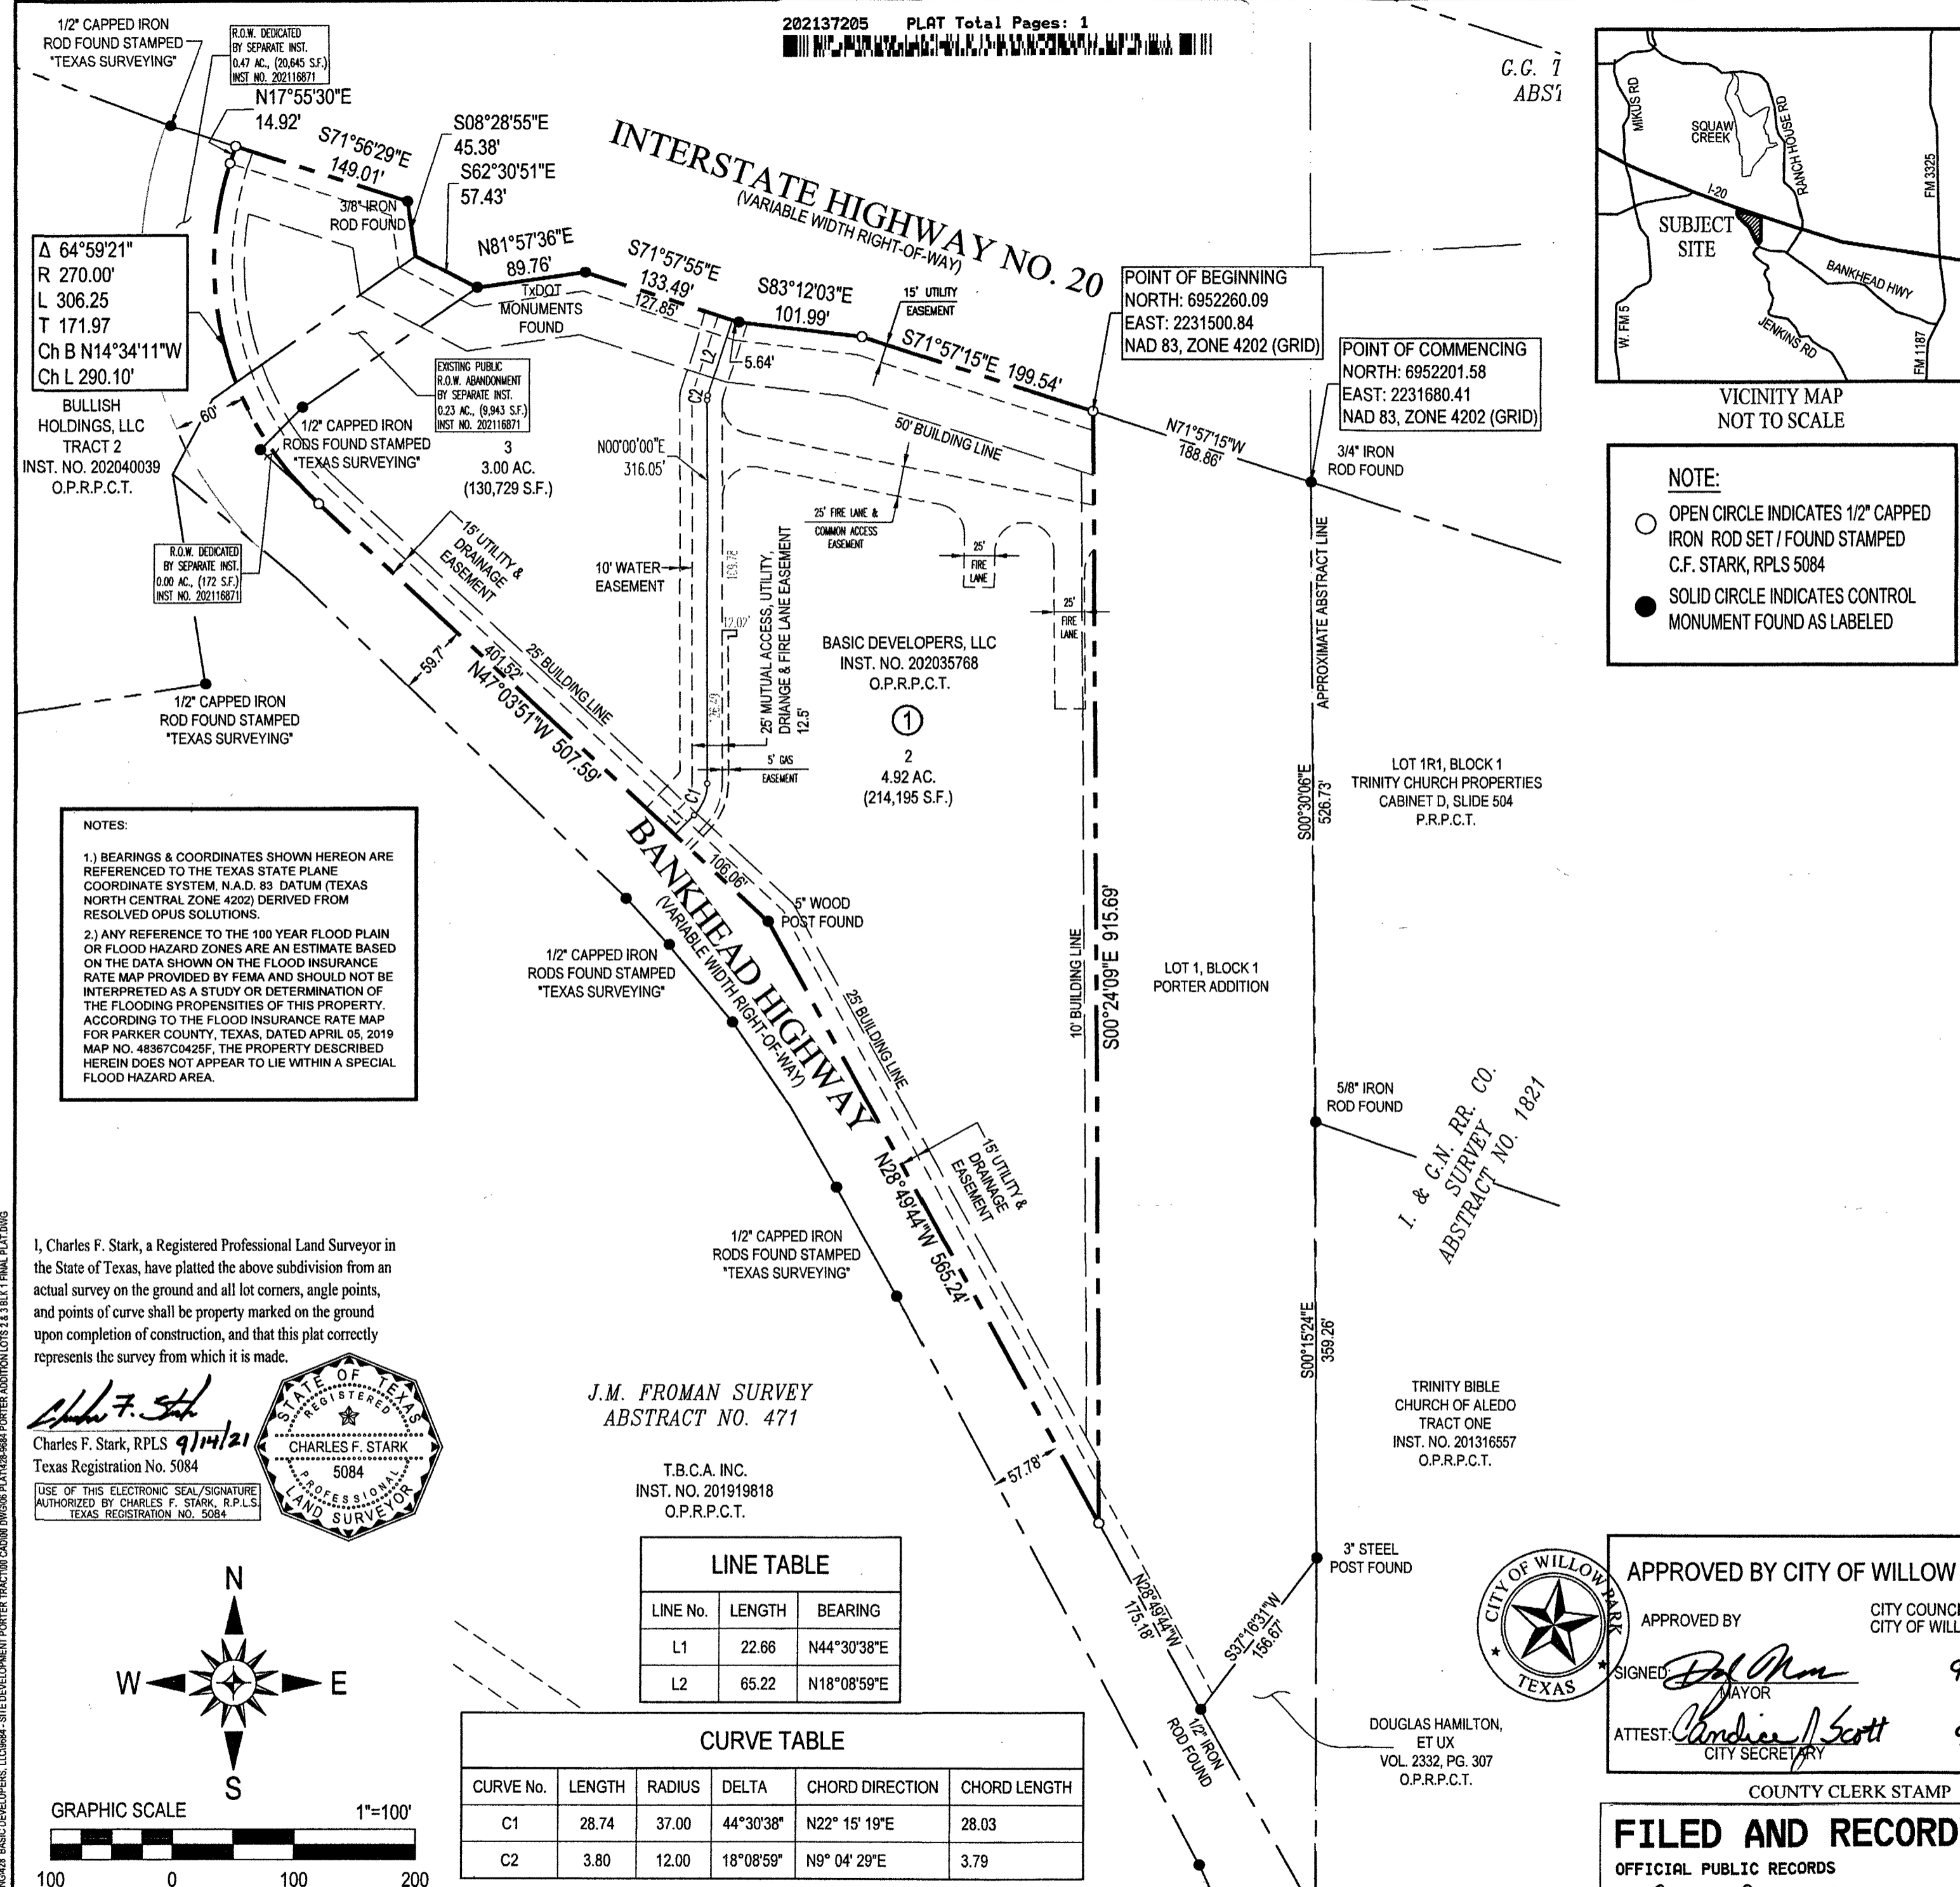 202137205 PLAT Total Pages: 1
1/2" CAPPED IRON
ROD FOUND STAMPED
"TEXAS SURVEYING"
R.O.W. DEDICATED
BY SEPARATE INST.
0.47 AC., (20,645 S.F.)
INST NO. 202116871
N17°55'30"E
14.92'
S71°56'29"E
149.01'
S08°28'55"E
45.38'
S62°30'51"E
57.43'
3/8" IRON
ROD FOUND
N81°57'36"E
89.76'
TxDOT
MONUMENTS
FOUND
S71°57'55"E
133.49'
127.85'
INTERSTATE HIGHWAY NO. 20
(VARIABLE WIDTH RIGHT-OF-WAY)
S83°12'03"E
101.99'
15' UTILITY
EASEMENT
S71°57'15"E 199.54'
5.64'
L2
C2
POINT OF BEGINNING
NORTH: 6952260.09
EAST: 2231500.84
NAD 83, ZONE 4202 (GRID)
POINT OF COMMENCING
NORTH: 6952201.58
EAST: 2231680.41
NAD 83, ZONE 4202 (GRID)
N71°57'15"W
188.86'
3/4" IRON
ROD FOUND
G.G.
ABST
MIKUS RD
SQUAW
CREEK
RANCH HOUSE RD
FM 3325
I-20
SUBJECT
SITE
BANKHEAD HWY
JENKINS RD
W. FM 5
FM 1187
VICINITY MAP
NOT TO SCALE
NOTE:
OPEN CIRCLE INDICATES 1/2" CAPPED
IRON ROD SET / FOUND STAMPED
C.F. STARK, RPLS 5084
SOLID CIRCLE INDICATES CONTROL
MONUMENT FOUND AS LABELED
Δ 64°59'21"
R 270.00'
L 306.25
T 171.97
Ch B N14°34'11"W
Ch L 290.10'
BULLISH
HOLDINGS, LLC
TRACT 2
INST. NO. 202040039
O.P.R.P.C.T.
60'
EXISTING PUBLIC
R.O.W. ABANDONMENT
BY SEPARATE INST.
0.23 AC., (9,943 S.F.)
INST NO. 202116871
1/2" CAPPED IRON
RODS FOUND STAMPED
"TEXAS SURVEYING"
3
3.00 AC.
(130,729 S.F.)
N00°00'00"E
316.05'
50' BUILDING LINE
25' FIRE LANE &
COMMON ACCESS
EASEMENT
25'
FIRE
LANE
25'
FIRE
LANE
R.O.W. DEDICATED
BY SEPARATE INST.
0.00 AC., (172 S.F.)
INST NO. 202116871
15' UTILITY &
DRAINAGE
EASEMENT
10' WATER
EASEMENT
12.02'
25' MUTUAL ACCESS, UTILITY,
DRIANGE & FIRE LANE EASEMENT
12.5'
5' GAS
EASEMENT
BASIC DEVELOPERS, LLC
INST. NO. 202035768
O.P.R.P.C.T.
1
2
4.92 AC.
(214,195 S.F.)
APPROXIMATE ABSTRACT LINE
S00°30'06"E
526.73'
LOT 1R1, BLOCK 1
TRINITY CHURCH PROPERTIES
CABINET D, SLIDE 504
P.R.P.C.T.
59.7'
401.52'
25' BUILDING LINE
N47°03'51"W 507.59'
1/2" CAPPED IRON
ROD FOUND STAMPED
"TEXAS SURVEYING"
C1
L1
106.06'
5" WOOD
POST FOUND
BANKHEAD HIGHWAY
(VARIABLE WIDTH RIGHT-OF-WAY)
1/2" CAPPED IRON
RODS FOUND STAMPED
"TEXAS SURVEYING"
25' BUILDING LINE
10' BUILDING LINE
S00°24'09"E 915.69'
LOT 1, BLOCK 1
PORTER ADDITION
NOTES:
1.) BEARINGS & COORDINATES SHOWN HEREON ARE
REFERENCED TO THE TEXAS STATE PLANE
COORDINATE SYSTEM, N.A.D. 83 DATUM (TEXAS
NORTH CENTRAL ZONE 4202) DERIVED FROM
RESOLVED OPUS SOLUTIONS.
2.) ANY REFERENCE TO THE 100 YEAR FLOOD PLAIN
OR FLOOD HAZARD ZONES ARE AN ESTIMATE BASED
ON THE DATA SHOWN ON THE FLOOD INSURANCE
RATE MAP PROVIDED BY FEMA AND SHOULD NOT BE
INTERPRETED AS A STUDY OR DETERMINATION OF
THE FLOODING PROPENSITIES OF THIS PROPERTY.
ACCORDING TO THE FLOOD INSURANCE RATE MAP
FOR PARKER COUNTY, TEXAS, DATED APRIL 05, 2019
MAP NO. 48367C0425F, THE PROPERTY DESCRIBED
HEREIN DOES NOT APPEAR TO LIE WITHIN A SPECIAL
FLOOD HAZARD AREA.
5/8" IRON
ROD FOUND
I. & G.N. RR. CO.
SURVEY
ABSTRACT NO. 1821
15' UTILITY &
DRAINAGE
EASEMENT
N28°49'44"W 565.24'
1/2" CAPPED IRON
RODS FOUND STAMPED
"TEXAS SURVEYING"
S00°15'24"E
359.26'
I, Charles F. Stark, a Registered Professional Land Surveyor in
the State of Texas, have platted the above subdivision from an
actual survey on the ground and all lot corners, angle points,
and points of curve shall be property marked on the ground
upon completion of construction, and that this plat correctly
represents the survey from which it is made.
Charles F. Stark, RPLS 9/14/21
Texas Registration No. 5084
USE OF THIS ELECTRONIC SEAL/SIGNATURE
AUTHORIZED BY CHARLES F. STARK, R.P.L.S.
TEXAS REGISTRATION NO. 5084
STATE OF TEXAS
REGISTERED
CHARLES F. STARK
5084
PROFESSIONAL
LAND SURVEYOR
J.M. FROMAN SURVEY
ABSTRACT NO. 471
T.B.C.A. INC.
INST. NO. 201919818
O.P.R.P.C.T.
57.78'
TRINITY BIBLE
CHURCH OF ALEDO
TRACT ONE
INST. NO. 201316557
O.P.R.P.C.T.
3" STEEL
POST FOUND
N28°49'44"W
175.18'
S37°16'31"W
156.67'
1/2" IRON
ROD FOUND
DOUGLAS HAMILTON,
ET UX
VOL. 2332, PG. 307
O.P.R.P.C.T.
LINE TABLE
LINE No. LENGTH BEARING
L1 22.66 N44°30'38"E
L2 65.22 N18°08'59"E
CURVE TABLE
CURVE No. LENGTH RADIUS DELTA CHORD DIRECTION CHORD LENGTH
C1 28.74 37.00 44°30'38" N22° 15' 19"E 28.03
C2 3.80 12.00 18°08'59" N9° 04' 29"E 3.79
N
W E
S
GRAPHIC SCALE 1"=100'
100 0 100 200
CITY OF WILLOW PARK
TEXAS
APPROVED BY CITY OF WILLOW
APPROVED BY
CITY COUNC
CITY OF WILL
SIGNED:
MAYOR
ATTEST: Candice J Scott
CITY SECRETARY
COUNTY CLERK STAMP
FILED AND RECORD
OFFICIAL PUBLIC RECORDS